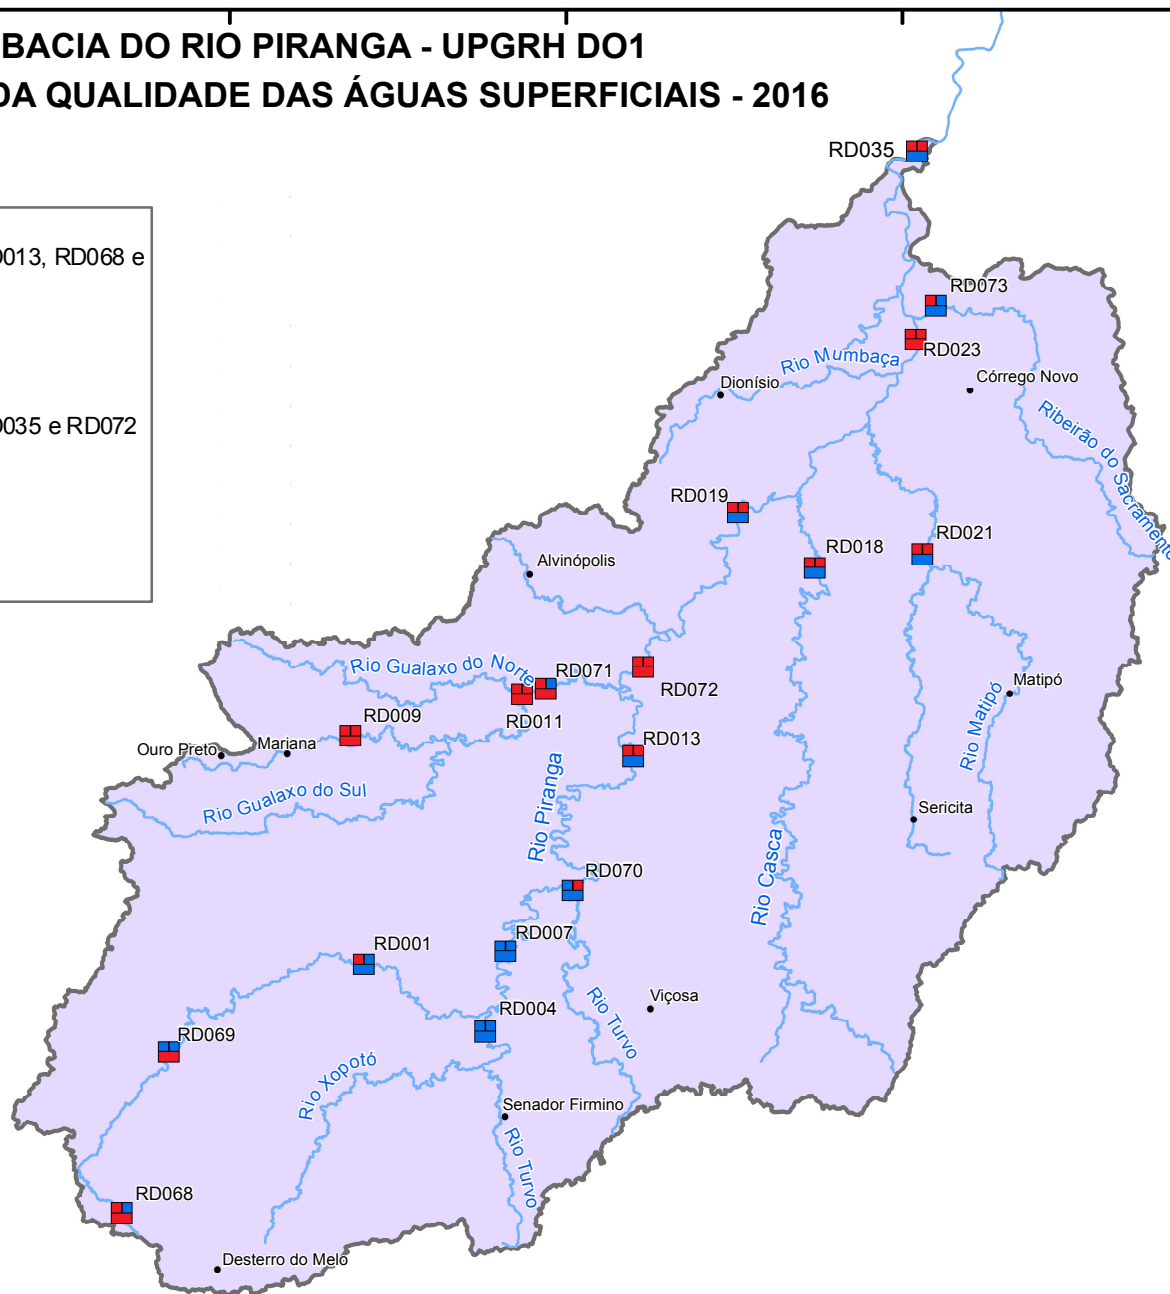 BACIA DO RIO PIRANGA - UPGRH DO1
DA QUALIDADE DAS ÁGUAS SUPERFICIAIS - 2016
RD035
D013, RD068 e
RD073
RD023
Rio Mumbaça
Dionísio
Córrego Novo
D035 e RD072
Ribeirão do Sacramento
RD019
RD021
RD018
Alvinópolis
Rio Gualaxo do Norte
RD071
RD072
Matipó
RD009
RD011
Rio Matipó
RD013
Ouro Preto
Mariana
Rio Gualaxo do Sul
Rio Piranga
Sericita
RD070
Rio Casca
RD007
RD001
Viçosa
RD004
Rio Turvo
RD069
Rio Xopotó
Senador Firmino
Rio Turvo
RD068
Desterro do Melo